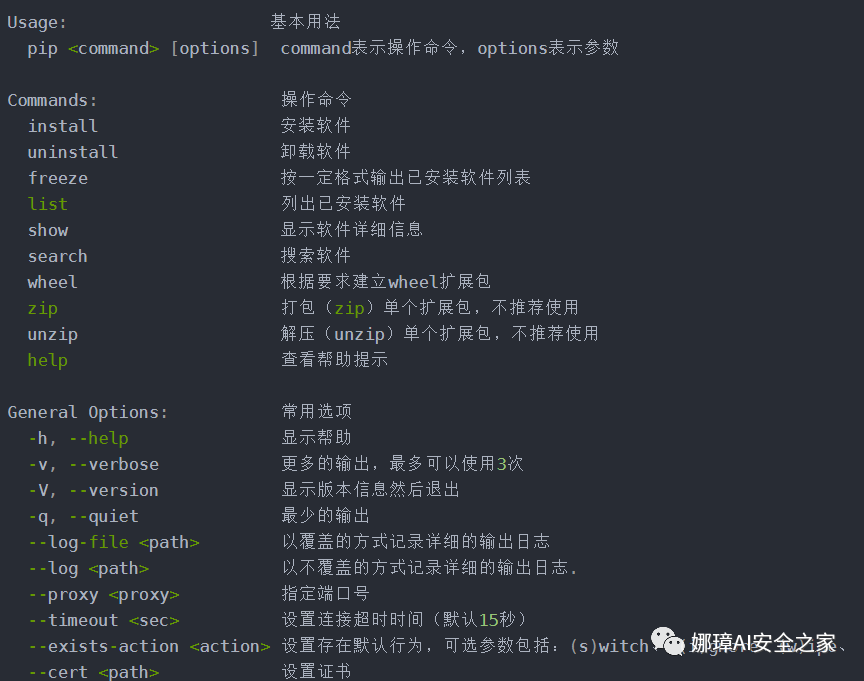 Usage: 基本用法
pip <command> [options] command表示操作命令，options表示参数
Commands: 操作命令
install 安装软件
uninstall 卸载软件
freeze 按一定格式输出已安装软件列表
list 列出已安装软件
show 显示软件详细信息
search 搜索软件
wheel 根据要求建立wheel扩展包
zip 打包（zip）单个扩展包，不推荐使用
unzip 解压（unzip）单个扩展包，不推荐使用
help 查看帮助提示
General Options: 常用选项
-h, --help 显示帮助
-v, --verbose 更多的输出，最多可以使用3次
-V, --version 显示版本信息然后退出
-q, --quiet 最少的输出
--log-file <path> 以覆盖的方式记录详细的输出日志
--log <path> 以不覆盖的方式记录详细的输出日志.
--proxy <proxy> 指定端口号
--timeout <sec> 设置连接超时时间（默认15秒）
--exists-action <action> 设置存在默认行为，可选参数包括：(s)witch
娜璋AI安全之家
--cert <path> 设置证书